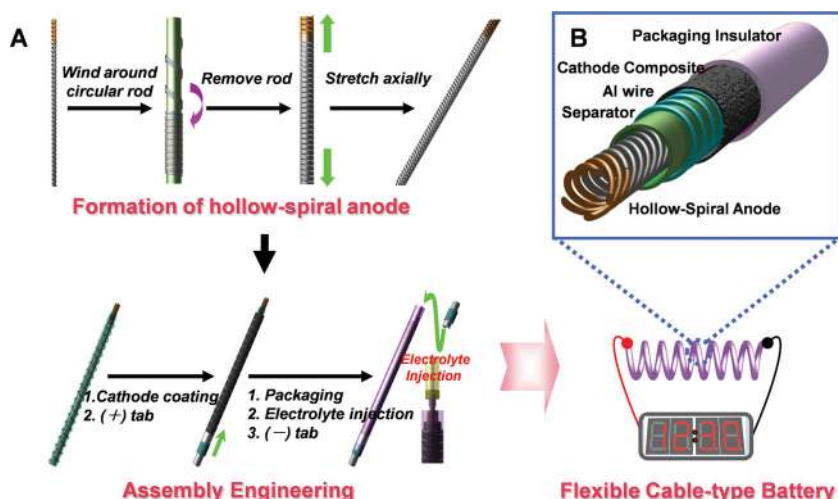 A
Wind around
circular rod
Remove rod
Stretch axially
Formation of hollow-spiral anode
B
Packaging Insulator
Cathode Composite
Al wire
Separator
Hollow-Spiral Anode
1.Cathode coating
2. (+) tab
1. Packaging
2. Electrolyte injection
3. (−) tab
Electrolyte
Injection
Assembly Engineering
12:30
Flexible Cable-type Battery